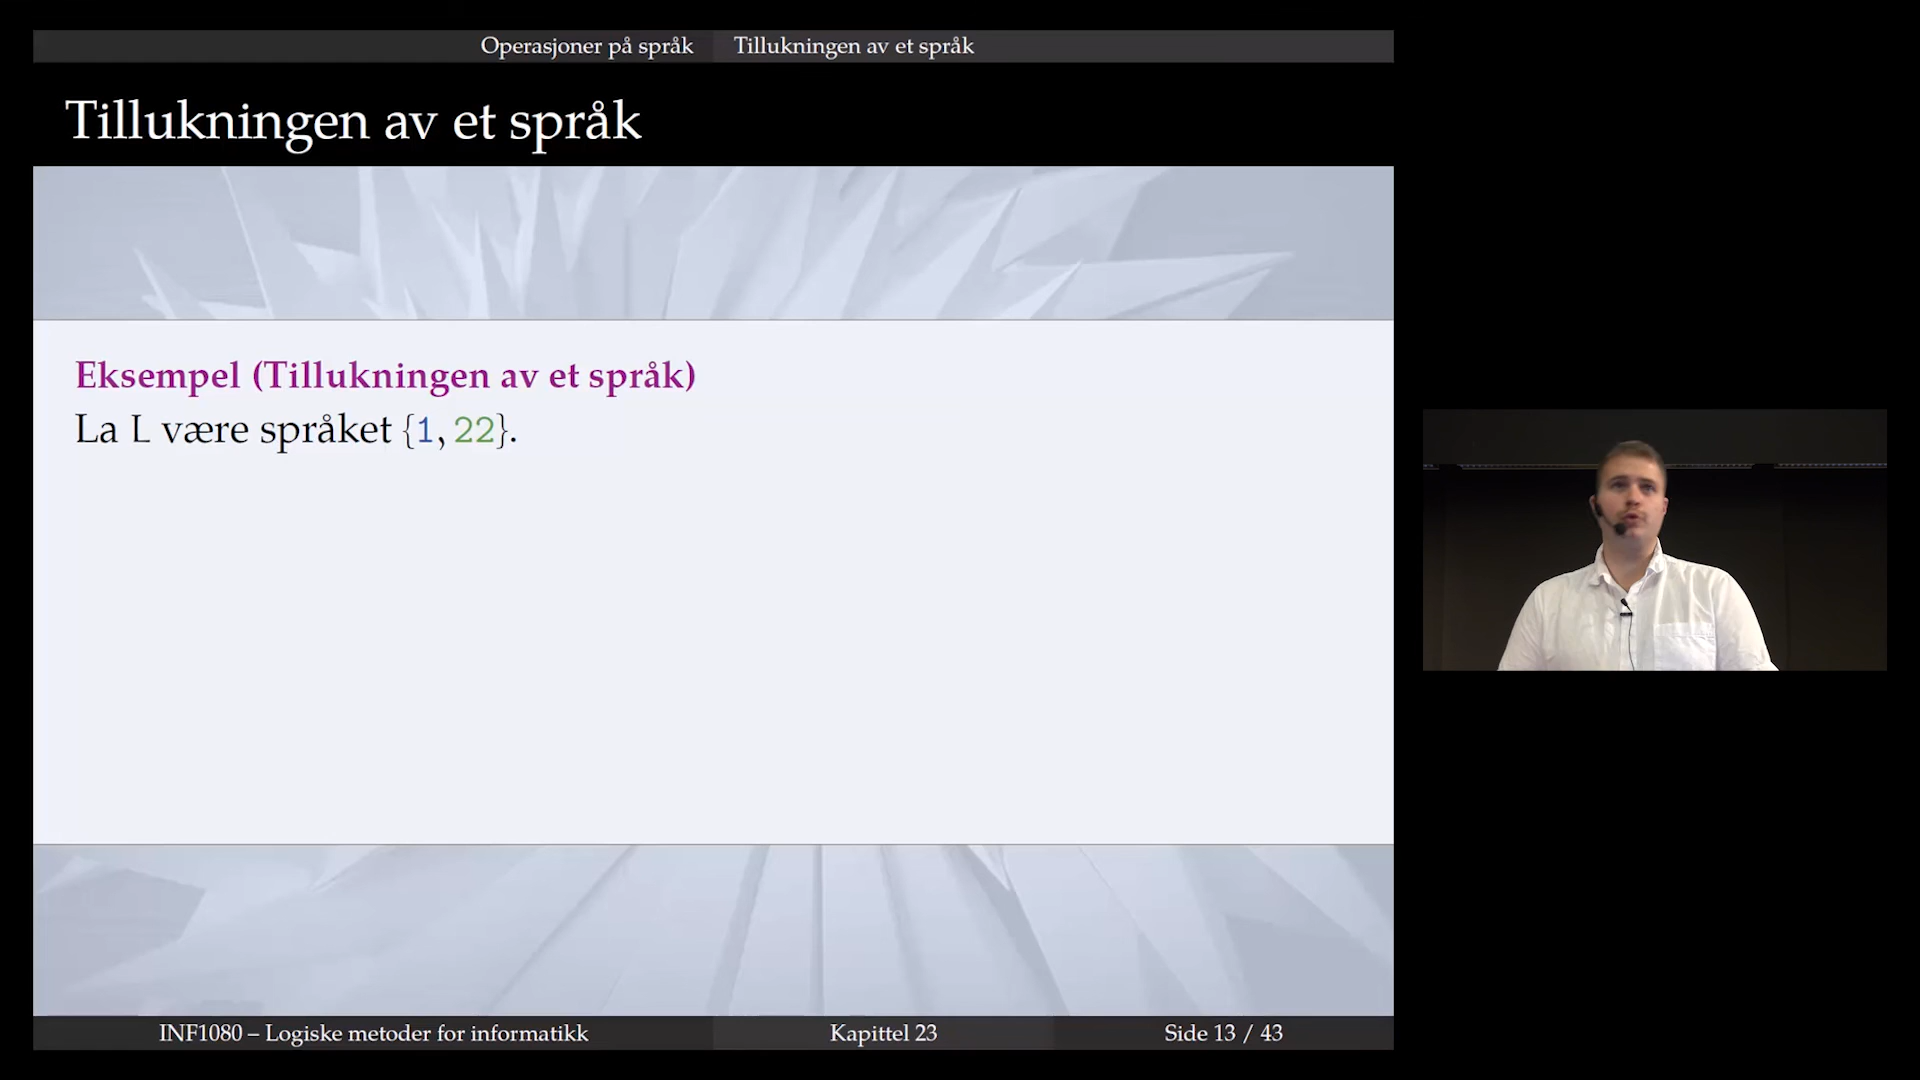 Operasjoner på språk Tillukningen av et språk
Tillukningen av et språk
Eksempel (Tillukningen av et språk)
La L være språket {1, 22}.
INF1080 – Logiske metoder for informatikk Kapittel 23 Side 13 / 43